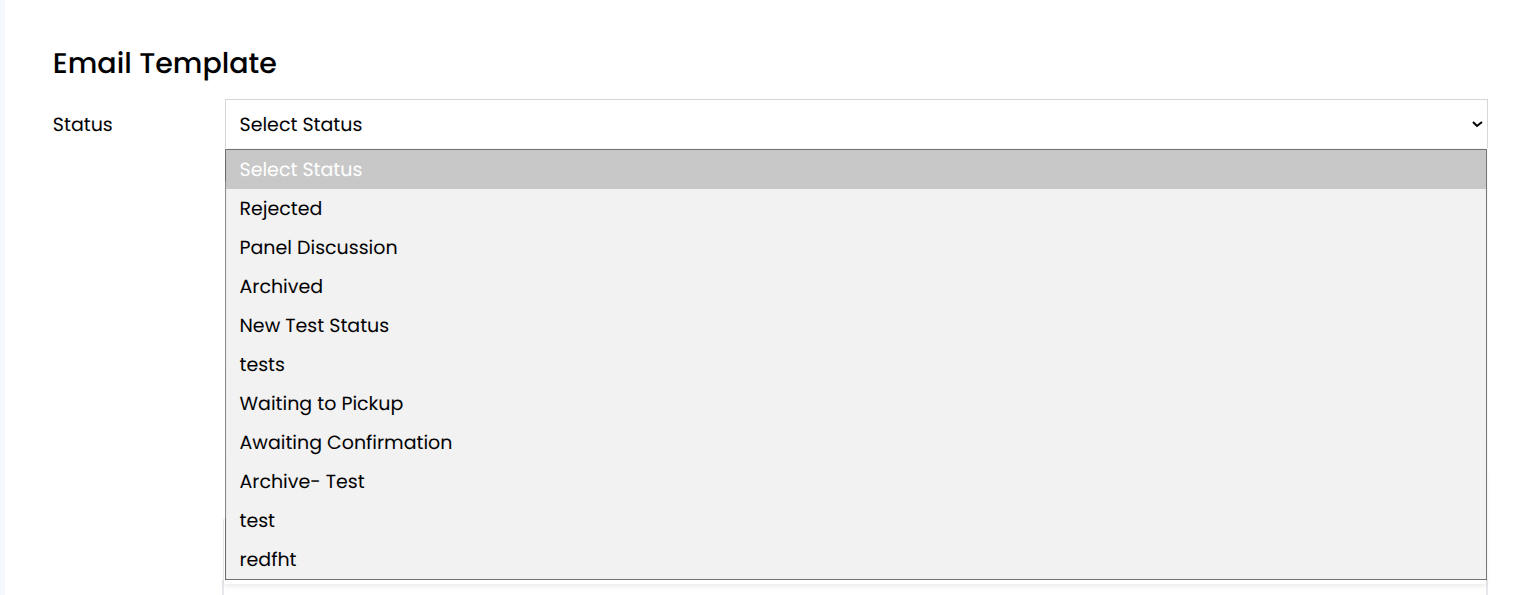 Email Template
Status
Select Status
Select Status
Rejected
Panel Discussion
Archived
New Test Status
tests
Waiting to Pickup
Awaiting Confirmation
Archive- Test
test
redfht